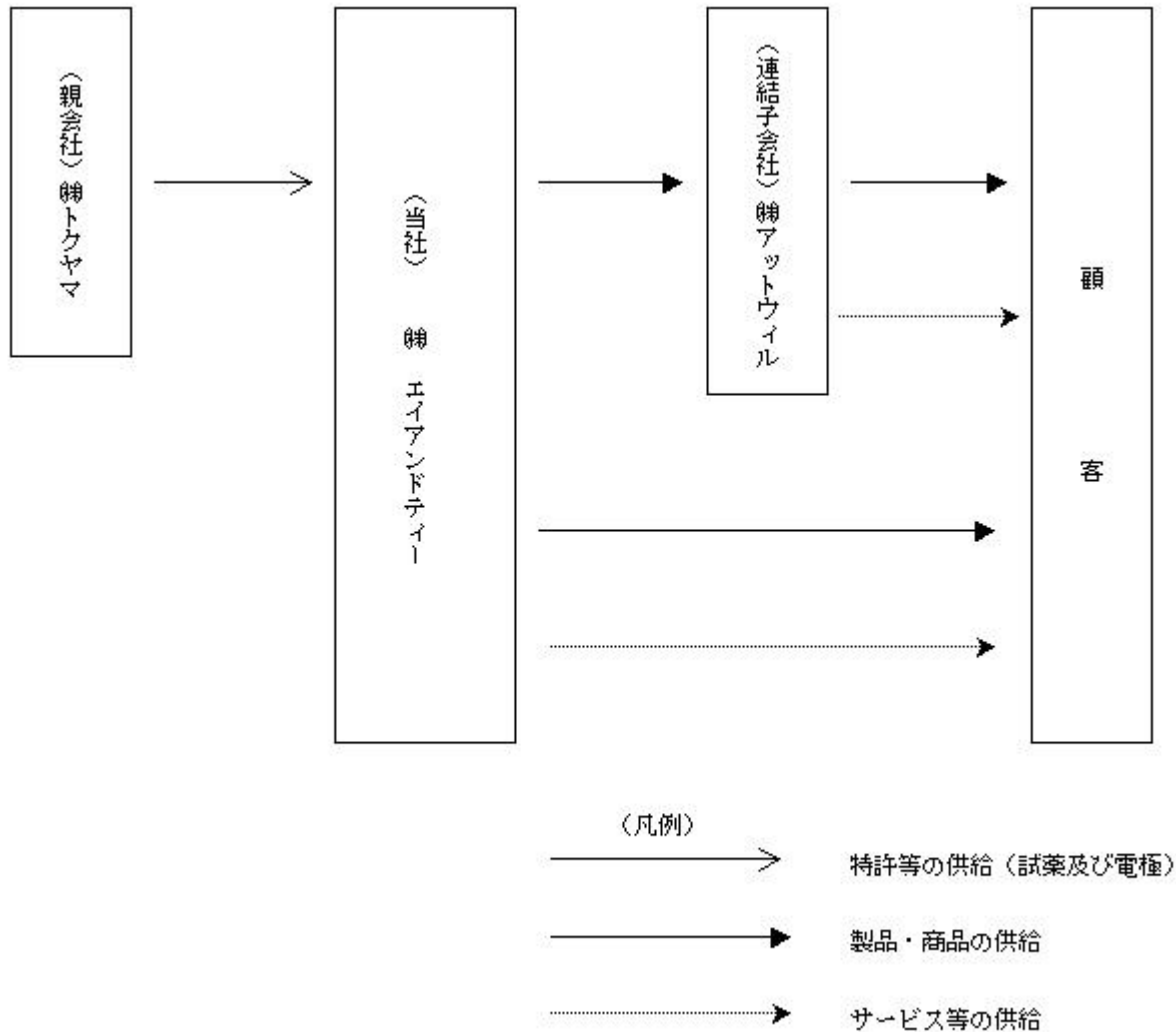 （親会社）㈱トクヤマ
（当社）　㈱　エイアンドティー
（連結子会社）㈱アットウィル
顧客
（凡例）
特許等の供給（試薬及び電極）
製品・商品の供給
サービス等の供給